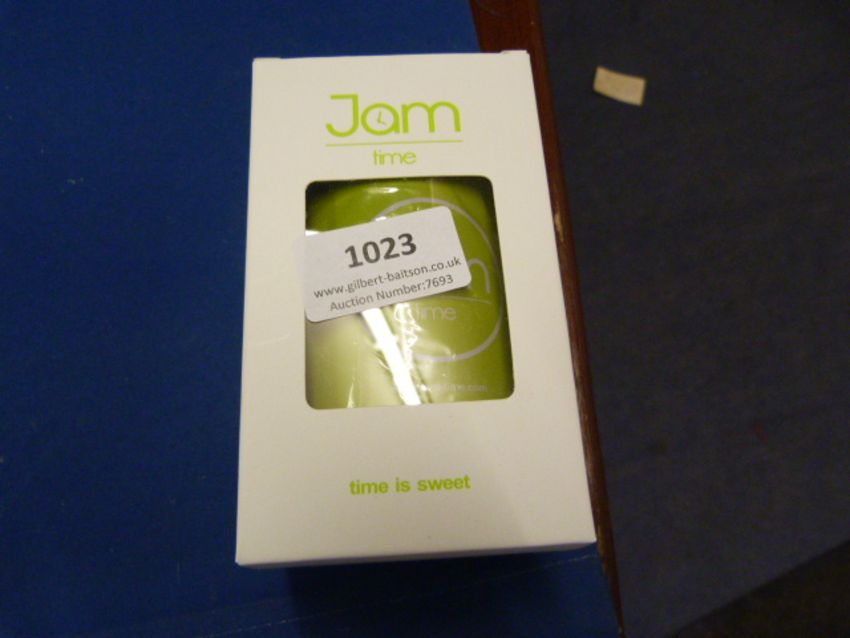 Jam
time
1023
www.gilbert-baitson.co.uk
Auction Number:7693
time
time is sweet